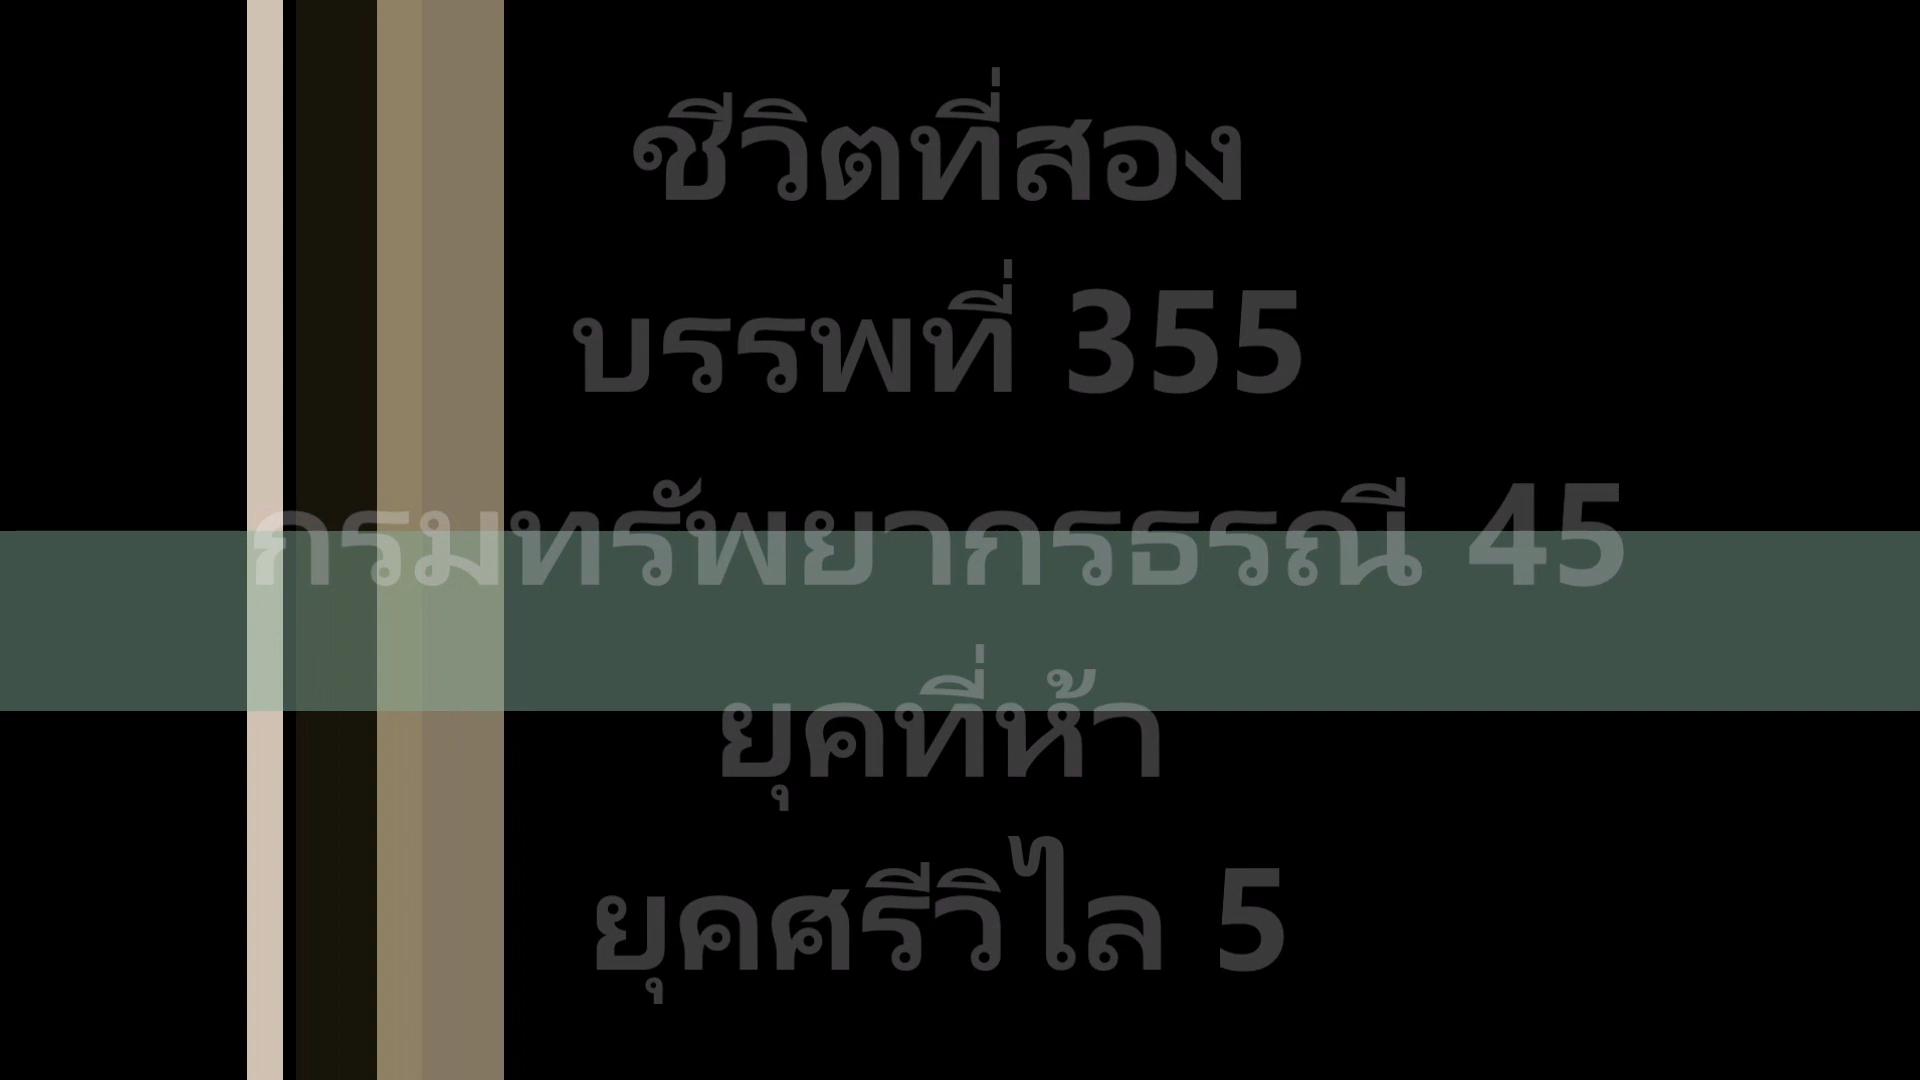 ชีวิตที่สอง
บรรพที่ 355
กรมทรัพยากรธรณี 45
ยุคที่ห้า
ยุคศรีวิไล 5